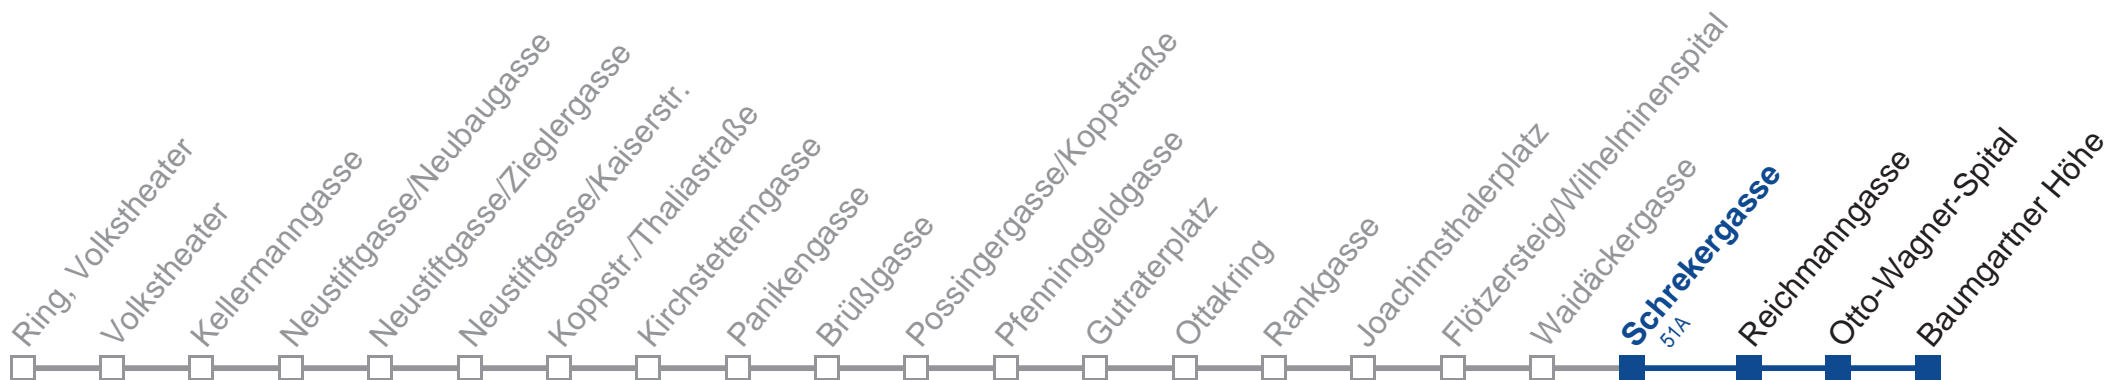 Ring, Volkstheater
Volkstheater
Kellermanngasse
Neustiftgasse/Neubaugasse
Neustiftgasse/Zieglergasse
Neustiftgasse/Kaiserstr.
Koppstr./Thaliastraße
Kirchstetterngasse
Panikengasse
Brüßlgasse
Possingergasse/Koppstraße
Pfenninggeldgasse
Gutraterplatz
Ottakring
Rankgasse
Joachimsthalerplatz
Flötzersteig/Wilhelminenspital
Waidäckergasse
Schrekergasse
51A
Reichmanngasse
Otto-Wagner-Spital
Baumgartner Höhe